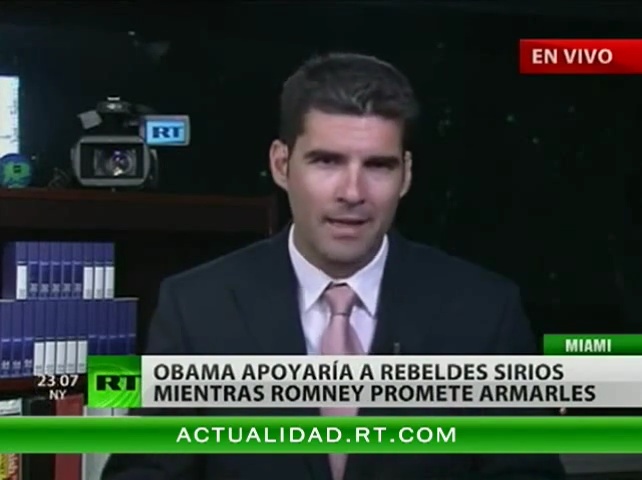 EN VIVO
RT
MIAMI
23:07
NY
RT
OBAMA APOYARÍA A REBELDES SIRIOS
MIENTRAS ROMNEY PROMETE ARMARLES
ACTUALIDAD.RT.COM